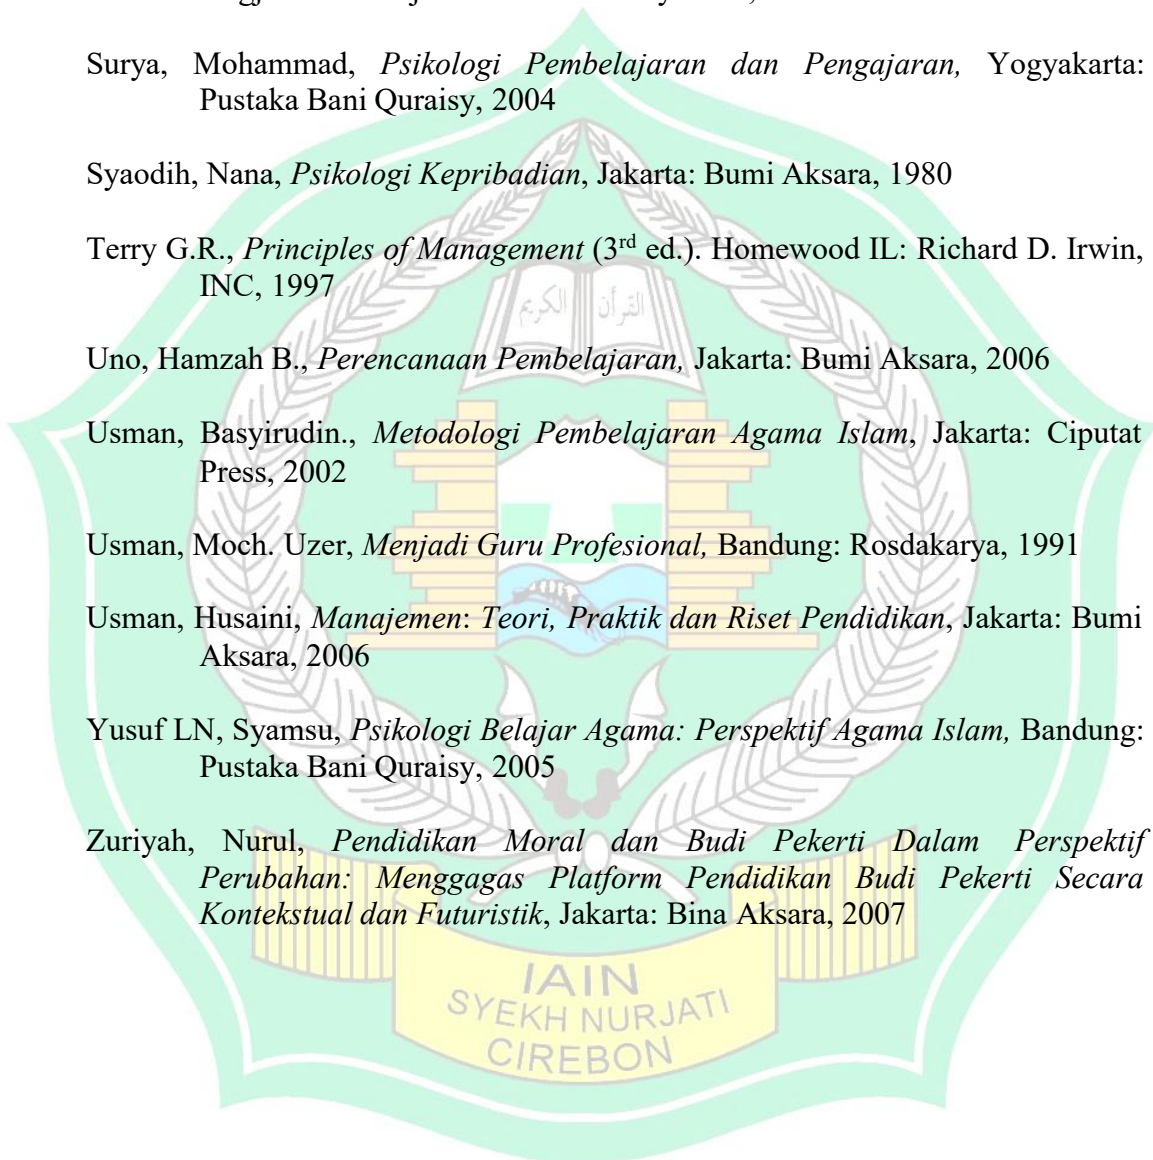 Surya, Mohammad, Psikologi Pembelajaran dan Pengajaran, Yogyakarta:
Pustaka Bani Quraisy, 2004
Syaodih, Nana, Psikologi Kepribadian, Jakarta: Bumi Aksara, 1980
Terry G.R., Principles of Management (3rd ed.). Homewood IL: Richard D. Irwin,
INC, 1997
القرآن الكريم
Uno, Hamzah B., Perencanaan Pembelajaran, Jakarta: Bumi Aksara, 2006
Usman, Basyirudin., Metodologi Pembelajaran Agama Islam, Jakarta: Ciputat
Press, 2002
Usman, Moch. Uzer, Menjadi Guru Profesional, Bandung: Rosdakarya, 1991
Usman, Husaini, Manajemen: Teori, Praktik dan Riset Pendidikan, Jakarta: Bumi
Aksara, 2006
Yusuf LN, Syamsu, Psikologi Belajar Agama: Perspektif Agama Islam, Bandung:
Pustaka Bani Quraisy, 2005
Zuriyah, Nurul, Pendidikan Moral dan Budi Pekerti Dalam Perspektif
Perubahan: Menggagas Platform Pendidikan Budi Pekerti Secara
Kontekstual dan Futuristik, Jakarta: Bina Aksara, 2007
IAIN
SYEKH NURJATI
CIREBON